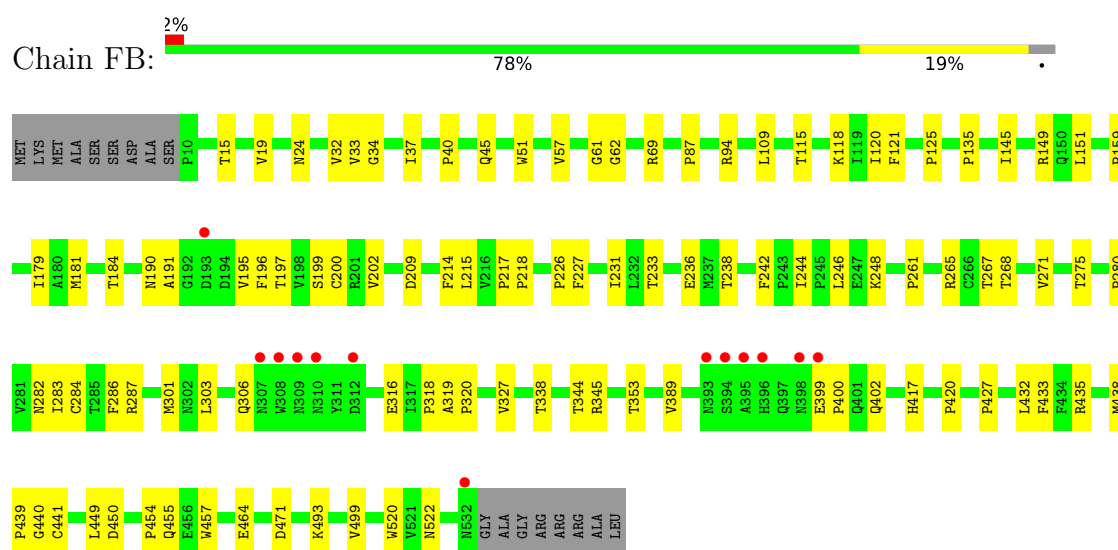 2%
Chain FB:
78% 19% •
MET LYS MET ALA SER SER ASP ALA SER P10 T15 V19 N24 V32 V33 G34 I37 P40 Q45 W51 V57 G61 G62 R69 P87 R94 L109 T115 K118 I119 I120 F121 P125 P135 I145 R149 Q150 L151
I179 A180 M181 T184 N190 A191 G192 D193 D194 V195 F196 T197 V198 S199 C200 R201 V202 D209 F214 L215 V216 P217 P218 P226 F227 I231 L232 T233 E236 M237 T238 F242 P243 I244 P245 L246 E247 K248 P261 R265 C266 T267 T268 V271 T275
V281 N282 I283 C284 T285 F286 R287 M301 N302 L303 Q306 N307 W308 N309 N310 Y311 D312 E316 I317 P318 A319 P320 V327 T338 T344 R345 T353 V389 N393 S394 A395 H396 Q397 N398 E399 P400 Q401 Q402 H417 P420 P427 L432 F433 F434 R435
P439 G440 C441 L449 D450 P454 Q455 E456 W457 E464 D471 K493 V499 W520 V521 N522 N532 GLY ALA GLY ARG ARG ARG ALA LEU